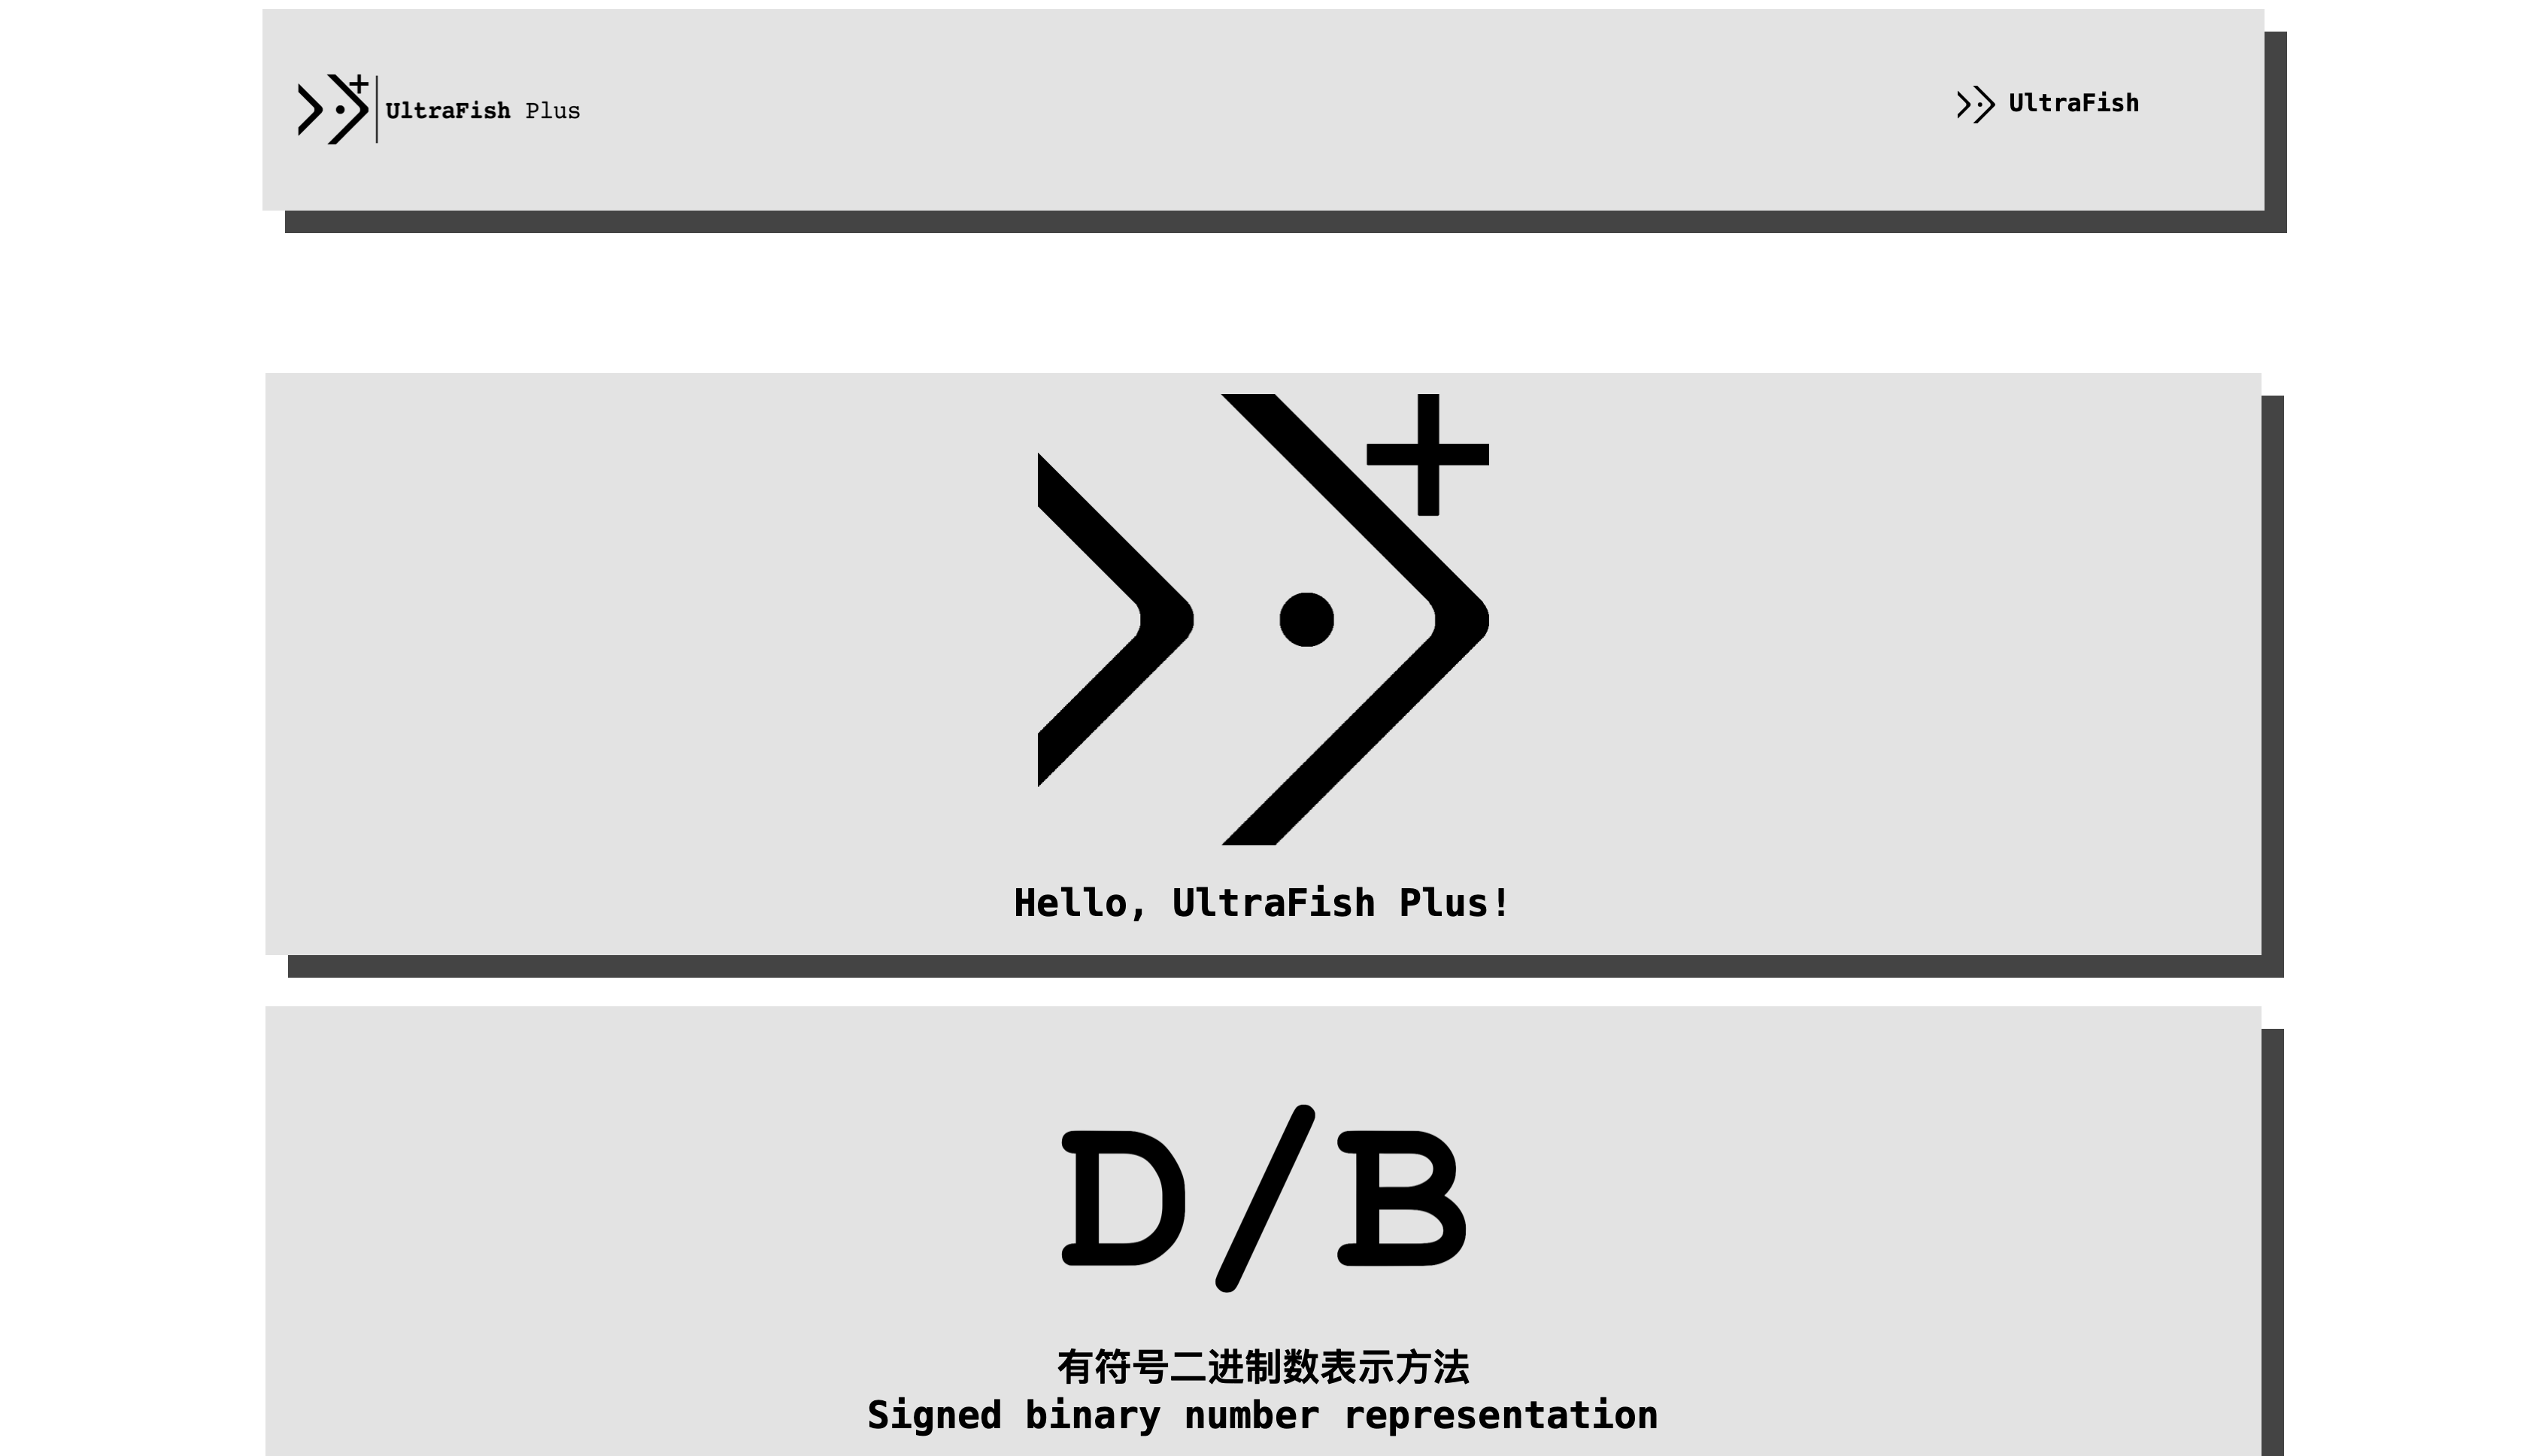 UltraFish Plus
UltraFish
Hello, UltraFish Plus!
D/B
有符号二进制数表示方法
Signed binary number representation